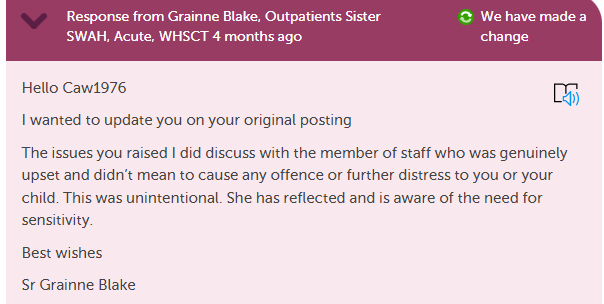 Response from Grainne Blake, Outpatients Sister
SWAH, Acute, WHSCT 4 months ago
We have made a
change
Hello Caw1976
I wanted to update you on your original posting
The issues you raised I did discuss with the member of staff who was genuinely
upset and didn't mean to cause any offence or further distress to you or your
child. This was unintentional. She has reflected and is aware of the need for
sensitivity.
Best wishes
Sr Grainne Blake